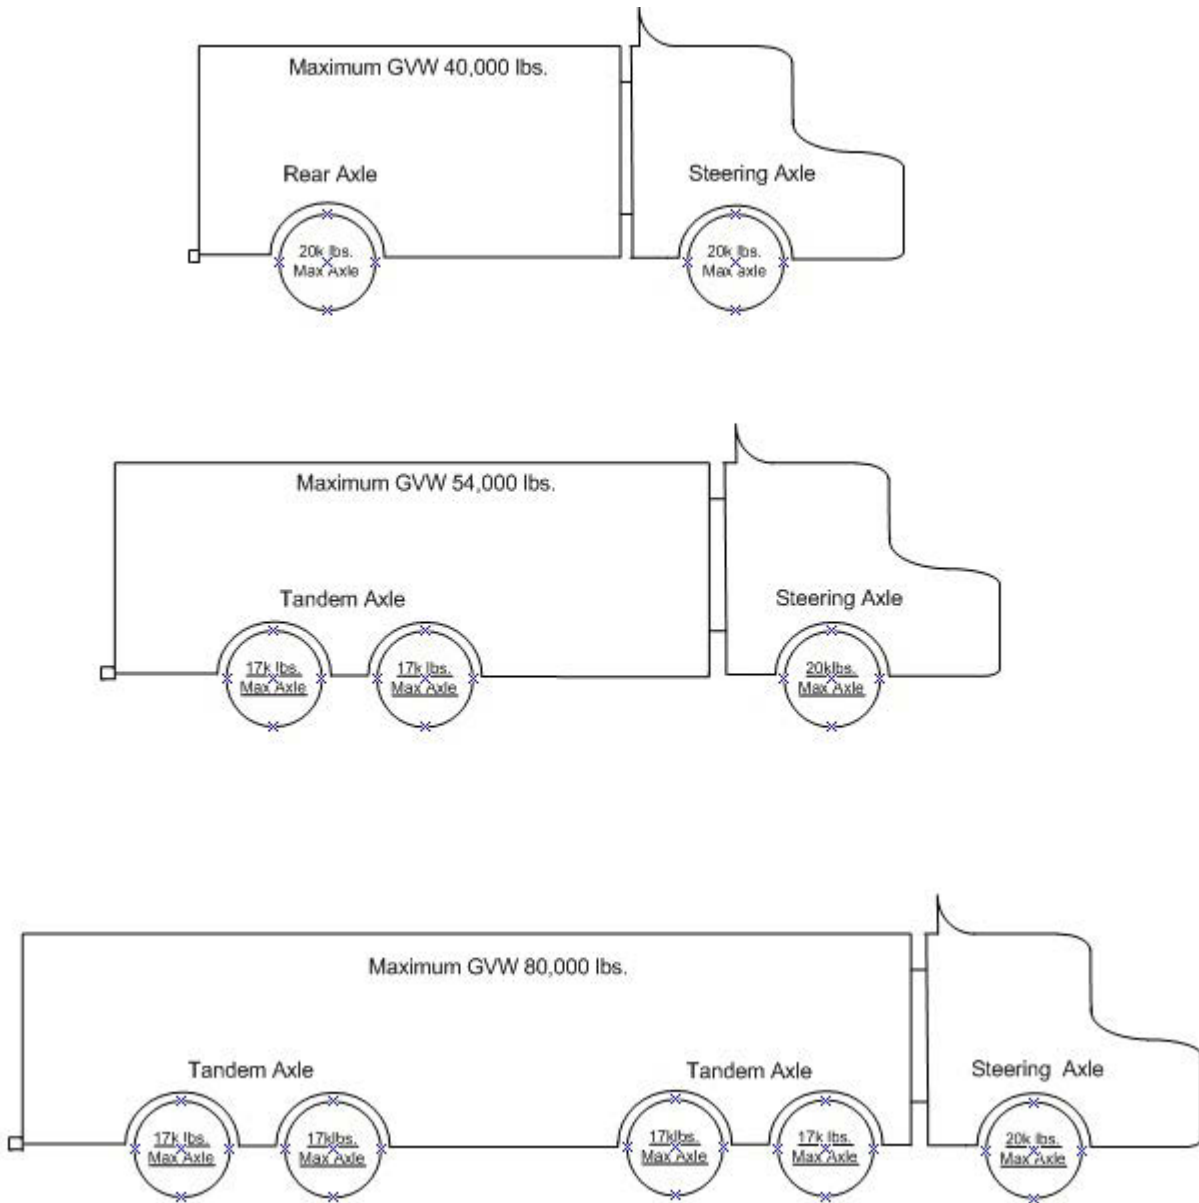 Maximum GVW 40,000 lbs.
Rear Axle
Steering Axle
20k lbs.
Max Axle
20k lbs.
Max axle
Maximum GVW 54,000 lbs.
Tandem Axle
Steering Axle
17k lbs.
Max Axle
17k lbs.
Max Axle
20klbs.
Max Axle
Maximum GVW 80,000 lbs.
Tandem Axle
Tandem Axle
Steering Axle
17k lbs.
Max Axle
17klbs.
Max Axle
17klbs.
Max Axle
17k lbs.
Max Axle
20k lbs.
Max Axle